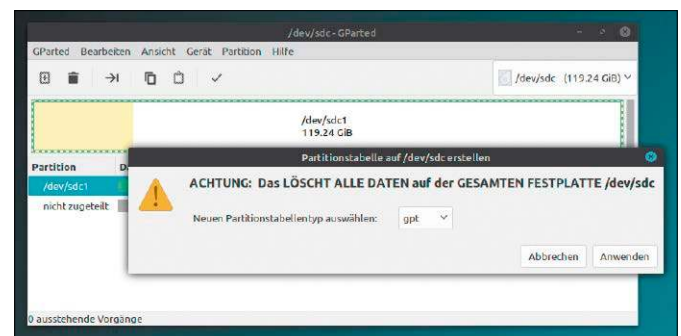 /dev/sdc - GParted
GParted Bearbeiten Ansicht Gerät Partition Hilfe
/dev/sdc (119.24 GiB)
/dev/sdc1
119.24 GiB
Partition
Partitionstabelle auf /dev/sdc erstellen
/dev/sdc1
ACHTUNG: Das LÖSCHT ALLE DATEN auf der GESAMTEN FESTPLATTE /dev/sdc
nicht zugeteilt
Neuen Partitionstabellentyp auswählen: gpt
Abbrechen Anwenden
0 ausstehende Vorgänge